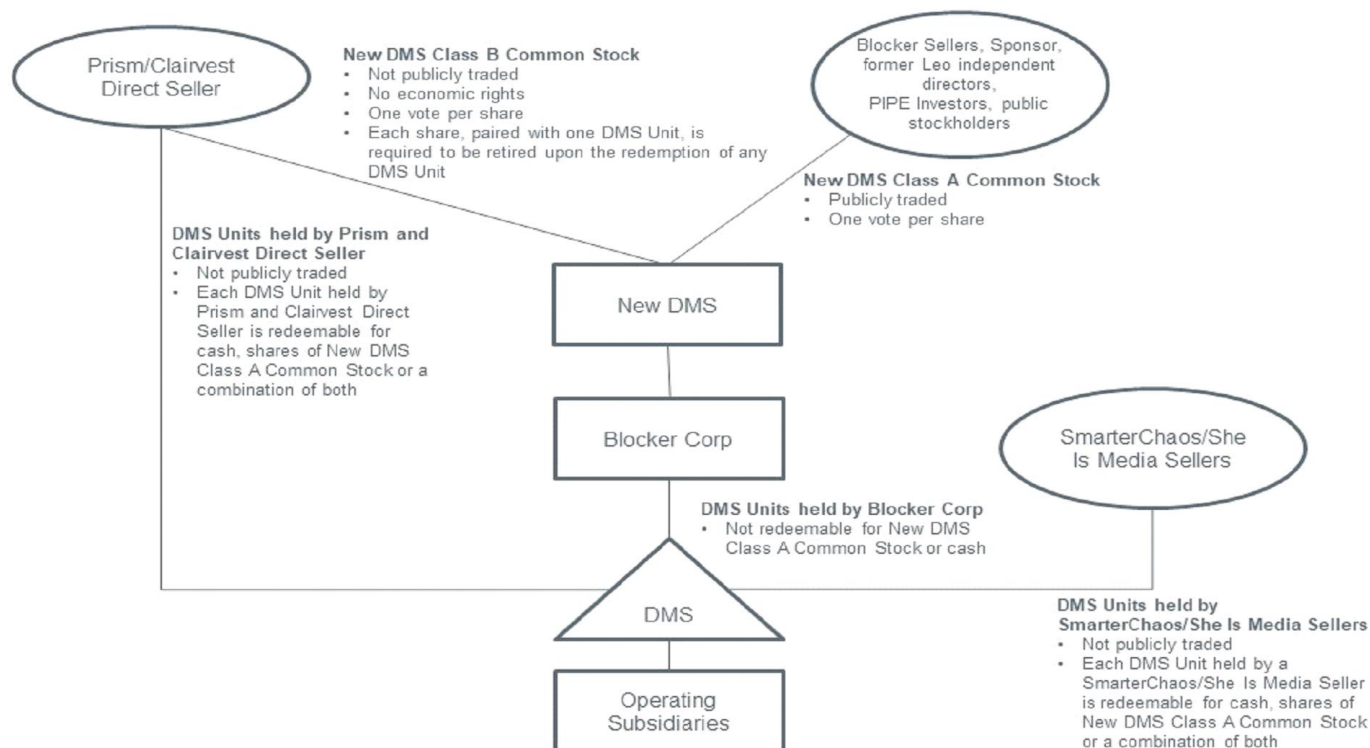 Prism/Clairvest
Direct Seller
New DMS Class B Common Stock
• Not publicly traded
• No economic rights
• One vote per share
• Each share, paired with one DMS Unit, is
required to be retired upon the redemption of any
DMS Unit
Blocker Sellers, Sponsor,
former Leo independent
directors,
PIPE Investors, public
stockholders
New DMS Class A Common Stock
• Publicly traded
• One vote per share
DMS Units held by Prism and
Clairvest Direct Seller
• Not publicly traded
• Each DMS Unit held by
Prism and Clairvest Direct
Seller is redeemable for
cash, shares of New DMS
Class A Common Stock or a
combination of both
New DMS
Blocker Corp
SmarterChaos/She
Is Media Sellers
DMS Units held by Blocker Corp
• Not redeemable for New DMS
Class A Common Stock or cash
DMS
DMS Units held by
SmarterChaos/She Is Media Sellers
• Not publicly traded
• Each DMS Unit held by a
SmarterChaos/She Is Media Seller
is redeemable for cash, shares of
New DMS Class A Common Stock
or a combination of both
Operating
Subsidiaries